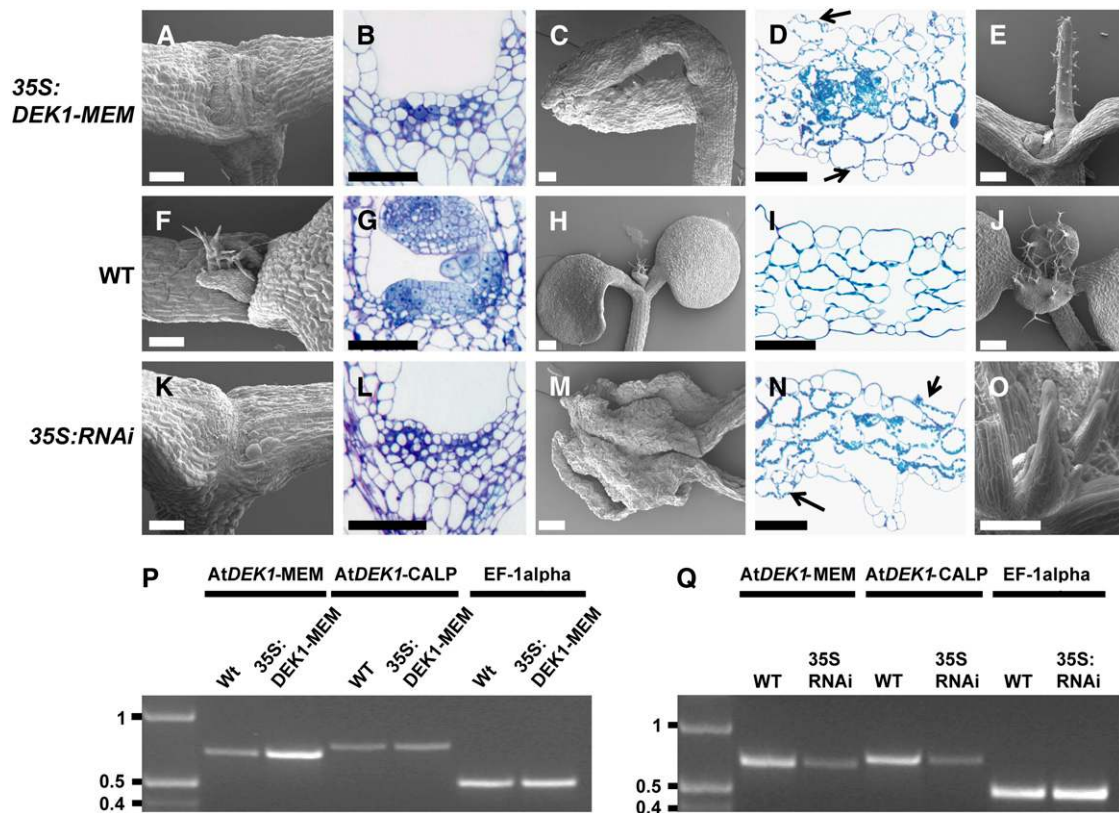 A B C D E
35S:
DEK1-MEM
F G H I J
WT
K L M N O
35S:RNAi
P AtDEK1-MEM AtDEK1-CALP EF-1alpha
Wt 35S:DEK1-MEM WT 35S:DEK1-MEM Wt 35S:DEK1-MEM
1
0.5
0.4
Q AtDEK1-MEM AtDEK1-CALP EF-1alpha
35S 35S 35S:
WT RNAi WT RNAi WT RNAi
1
0.5
0.4